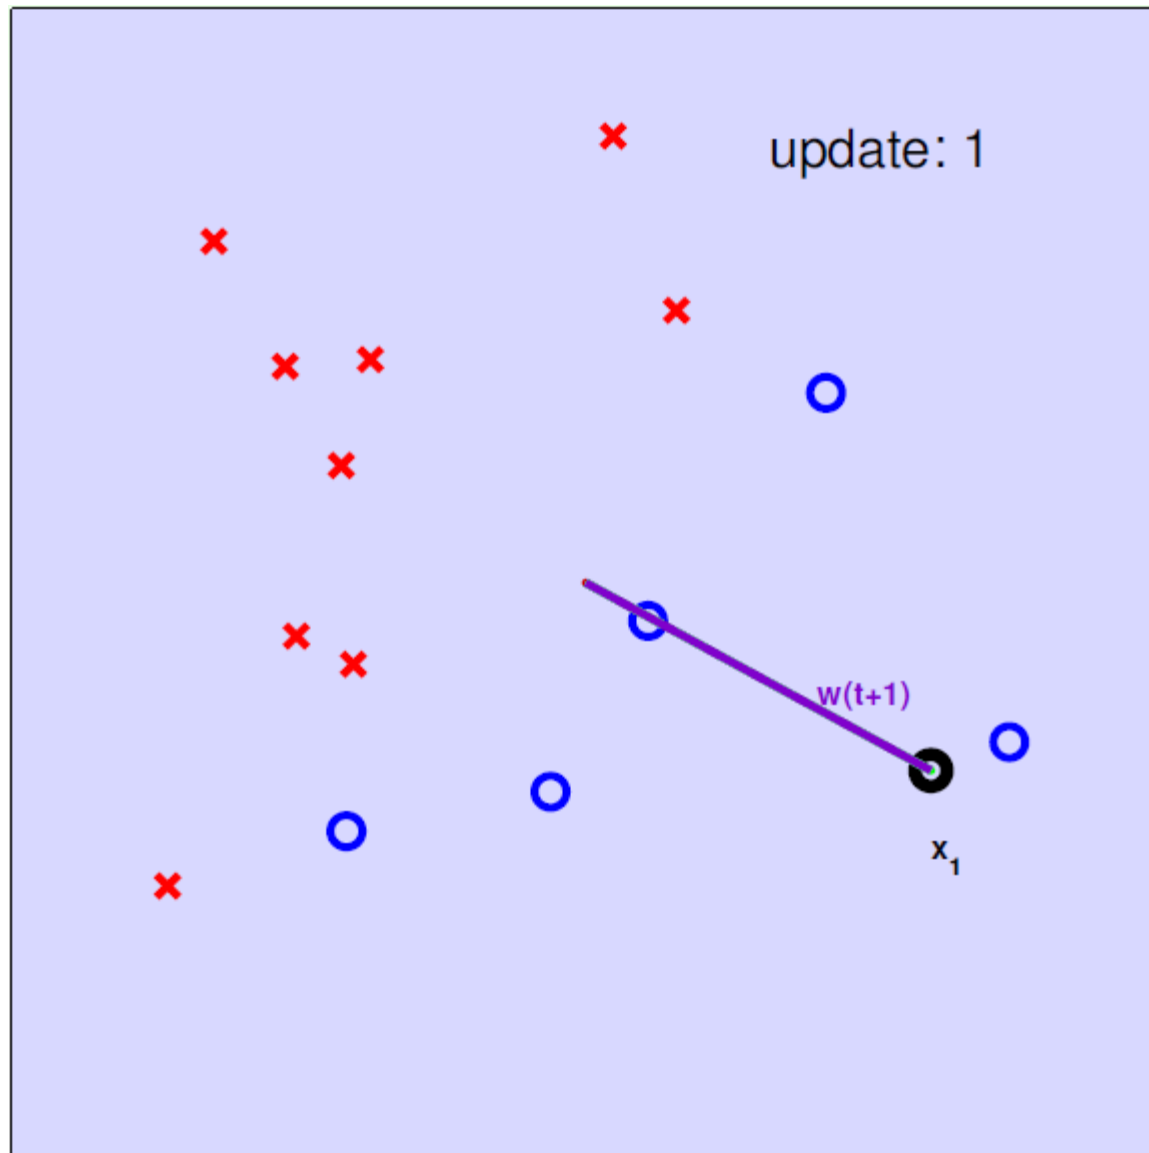 update: 1
w(t+1)
x₁